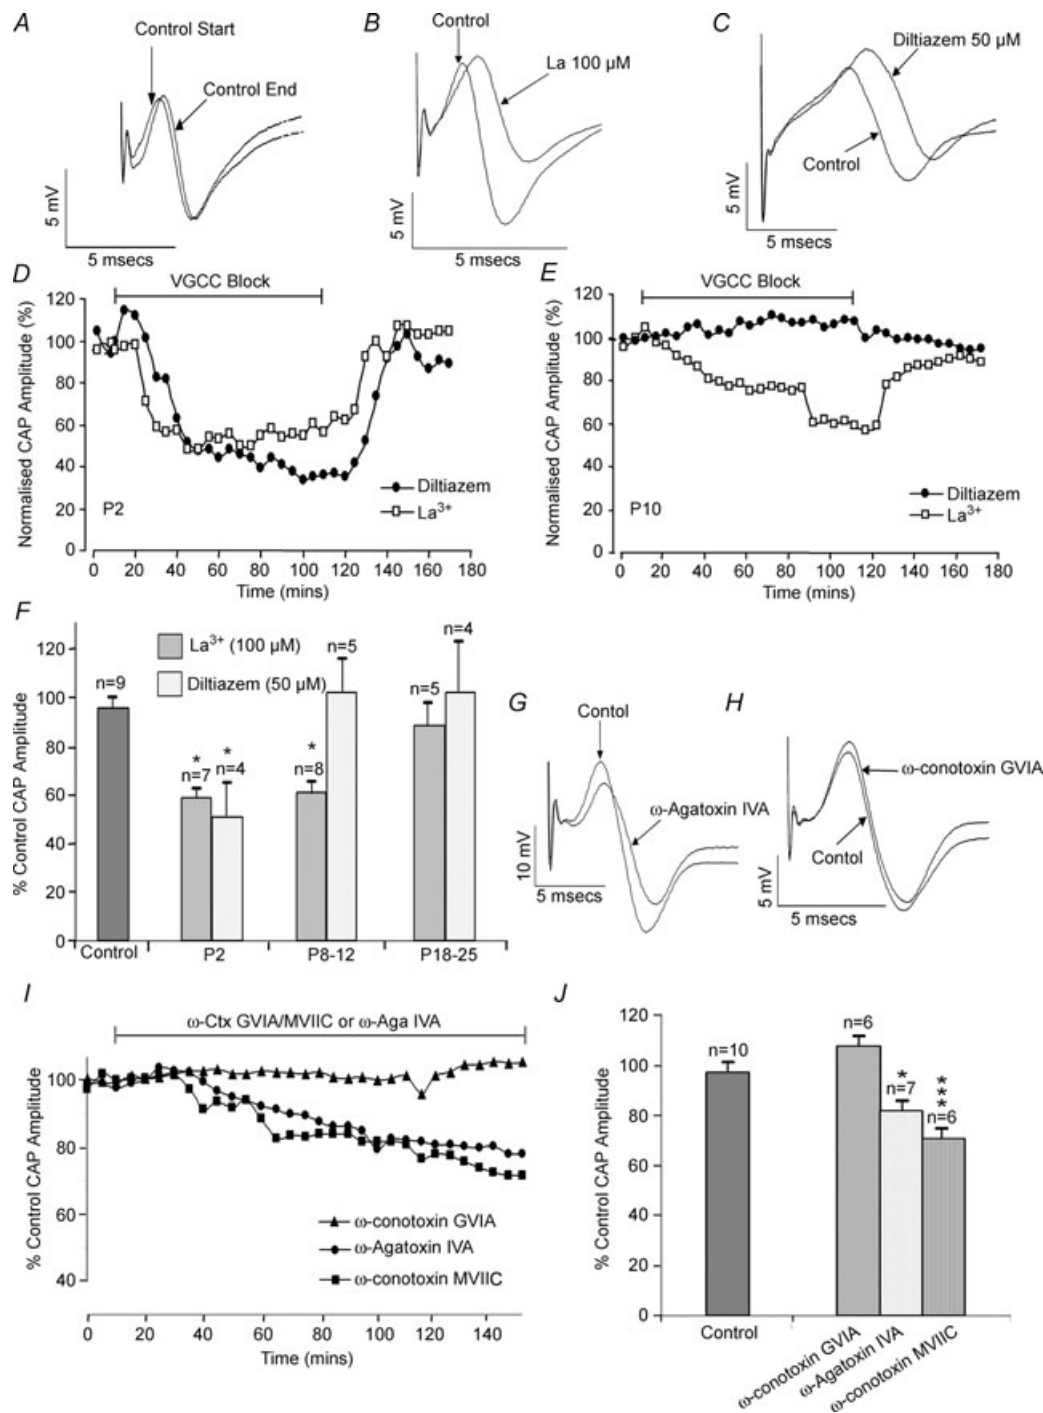 A
Control Start
Control End
5 mV
5 msecs
B
Control
La 100 µM
5 mV
5 msecs
C
Diltiazem 50 µM
Control
5 mV
5 msecs
D
VGCC Block
Normalised CAP Amplitude (%)
120
100
80
60
40
20
0
P2
Diltiazem
La3+
0 20 40 60 80 100 120 140 160 180
Time (mins)
E
VGCC Block
Normalised CAP Amplitude (%)
120
100
80
60
40
20
0
P10
Diltiazem
La3+
0 20 40 60 80 100 120 140 160 180
Time (mins)
F
% Control CAP Amplitude
120
100
80
60
40
20
0
La3+ (100 µM)
Diltiazem (50 µM)
n=9
*
n=7
*
n=4
*
n=8
n=5
n=5
n=4
Control
P2
P8-12
P18-25
G
Contol
ω-Agatoxin IVA
10 mV
5 msecs
H
ω-conotoxin GVIA
Contol
5 mV
5 msecs
I
ω-Ctx GVIA/MVIIC or ω-Aga IVA
% Control CAP Amplitude
100
80
60
40
ω-conotoxin GVIA
ω-Agatoxin IVA
ω-conotoxin MVIIC
0 20 40 60 80 100 120 140
Time (mins)
J
% Control CAP Amplitude
120
100
80
60
40
20
0
n=10
n=6
*
n=7
***
n=6
Control
ω-conotoxin GVIA
ω-Agatoxin IVA
ω-conotoxin MVIIC